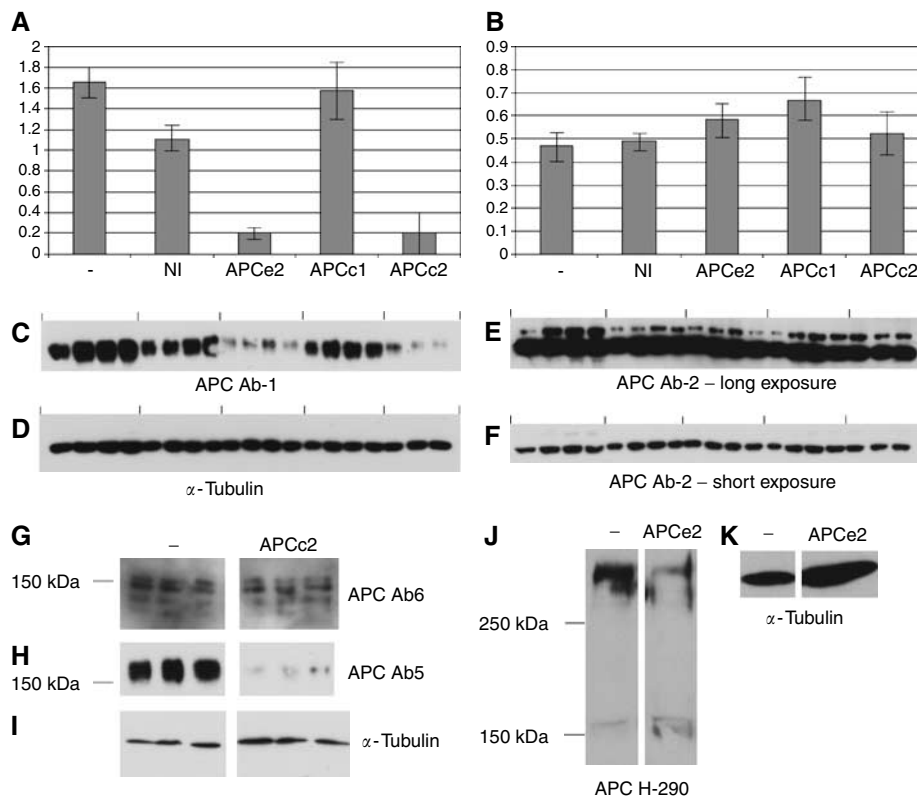 A
2
1.8
1.6
1.4
1.2
1
0.8
0.6
0.4
0.2
0
- NI APCe2 APCc1 APCc2
B
0.9
0.8
0.7
0.6
0.5
0.4
0.3
0.2
0.1
0
- NI APCe2 APCc1 APCc2
C
APC Ab-1
D
α-Tubulin
E
APC Ab-2 – long exposure
F
APC Ab-2 – short exposure
G
– APCc2
150 kDa
APC Ab6
H
150 kDa
APC Ab5
I
α-Tubulin
J
– APCe2
250 kDa
150 kDa
APC H-290
K
– APCe2
α-Tubulin